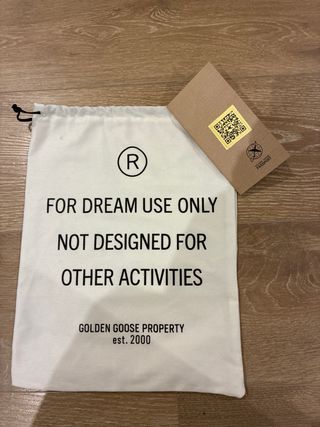 R
FOR DREAM USE ONLY
NOT DESIGNED FOR
OTHER ACTIVITIES
GOLDEN GOOSE PROPERTY
est. 2000